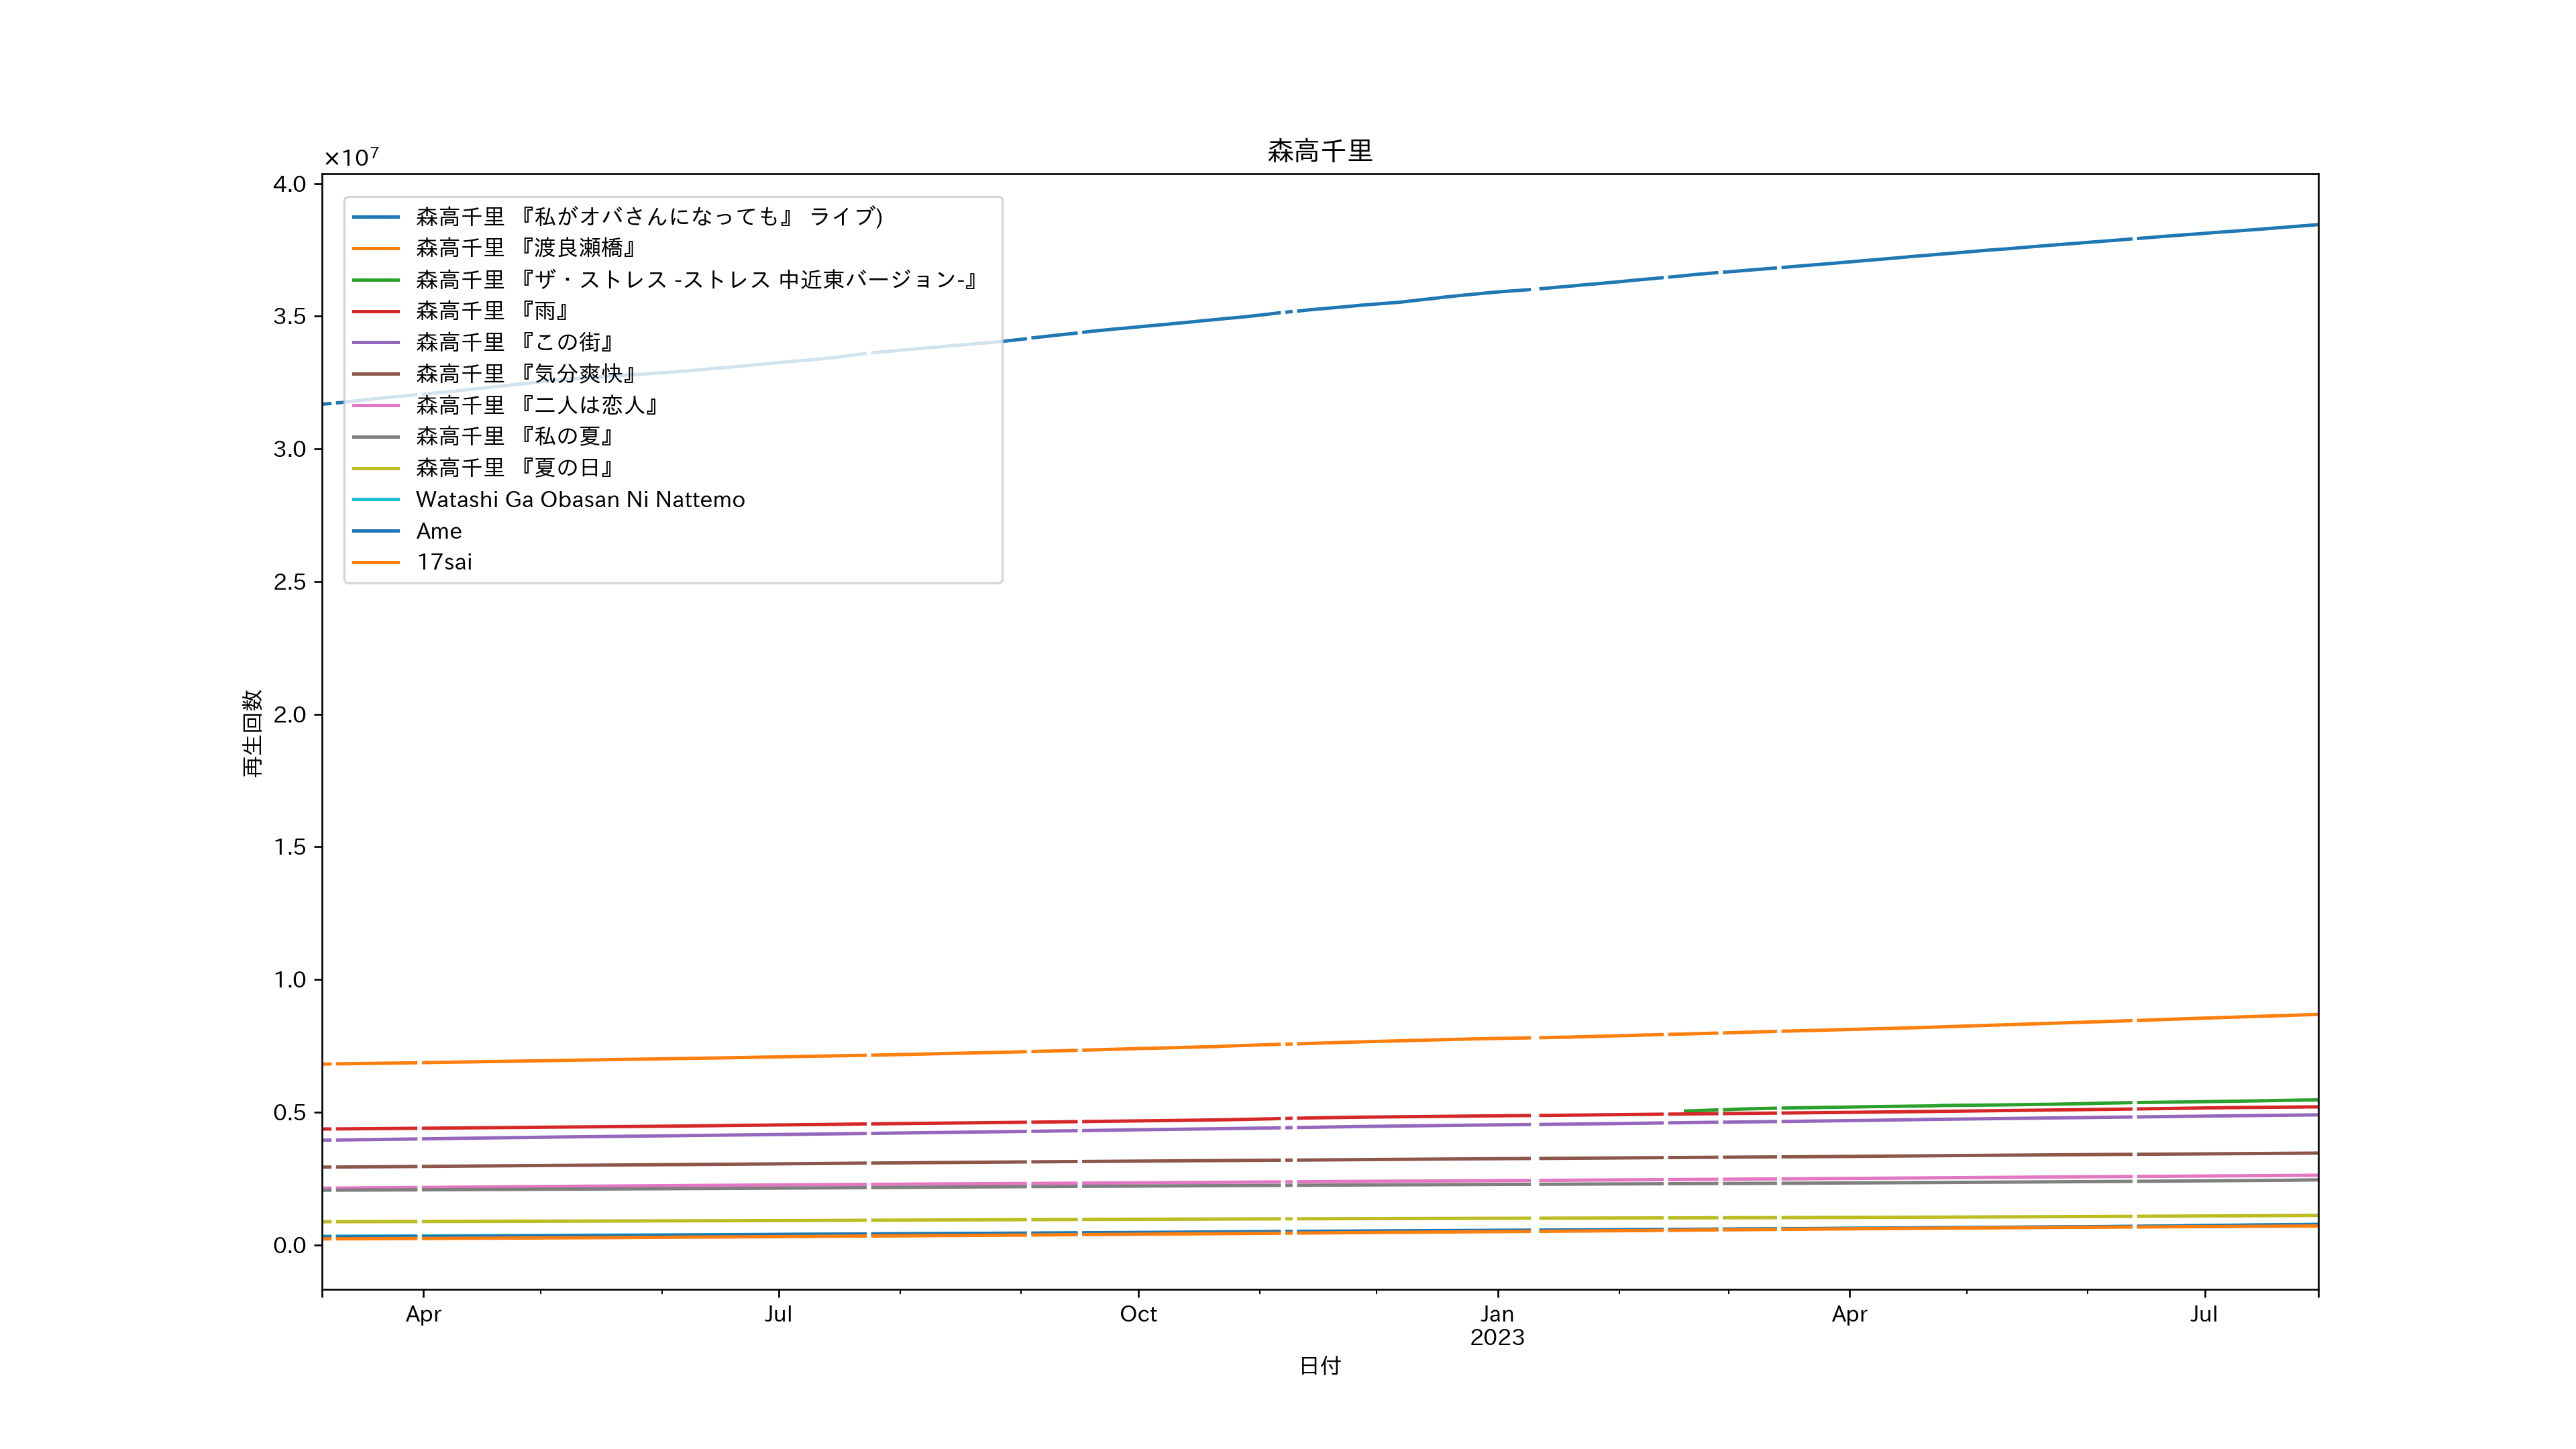 森高千里
×10⁷
4.0
3.5
3.0
2.5
2.0
1.5
1.0
0.5
0.0
再生回数
森高千里 『私がオバさんになっても』 ライブ)
森高千里 『渡良瀬橋』
森高千里 『ザ・ストレス -ストレス 中近東バージョン-』
森高千里 『雨』
森高千里 『この街』
森高千里 『気分爽快』
森高千里 『二人は恋人』
森高千里 『私の夏』
森高千里 『夏の日』
Watashi Ga Obasan Ni Nattemo
Ame
17sai
Apr Jul Oct Jan Apr Jul
2023
日付